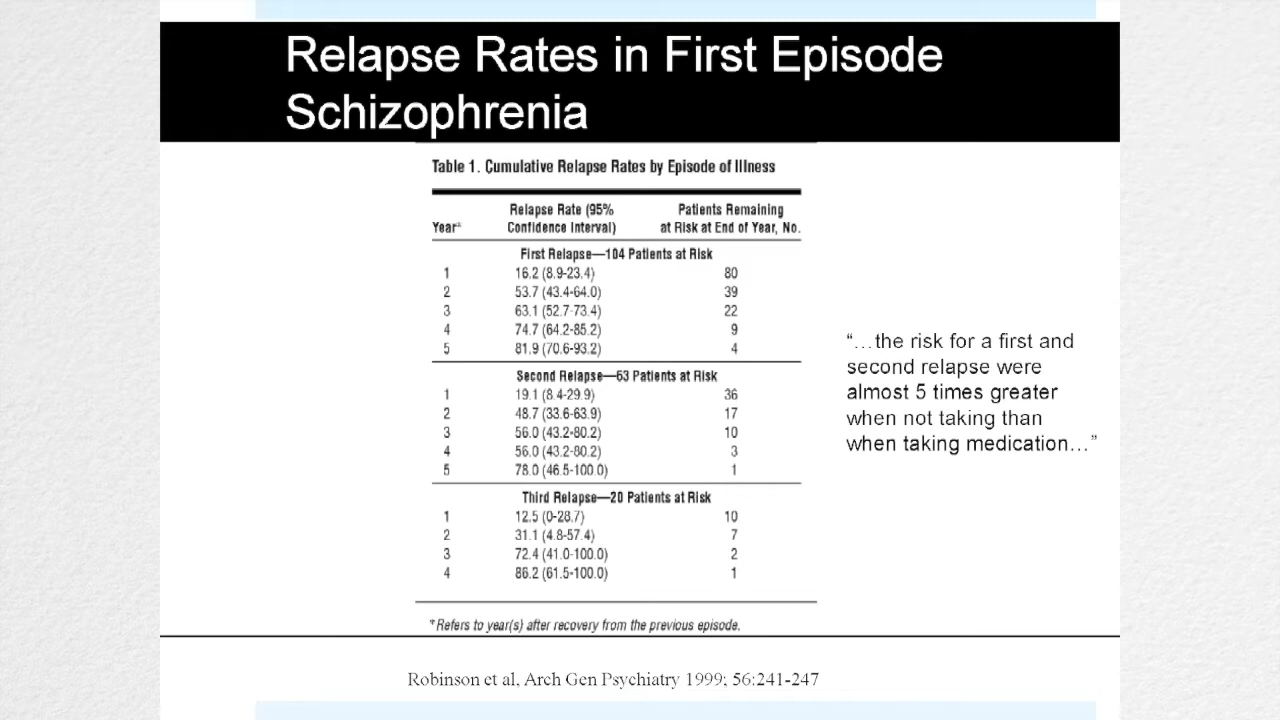 Relapse Rates in First Episode
Schizophrenia
Table 1. Cumulative Relapse Rates by Episode of Illness
Year* Relapse Rate (95% Confidence Interval) Patients Remaining at Risk at End of Year, No.
First Relapse—104 Patients at Risk
1 16.2 (8.9-23.4) 80
2 53.7 (43.4-64.0) 39
3 63.1 (52.7-73.4) 22
4 74.7 (64.2-85.2) 9
5 81.9 (70.6-93.2) 4
Second Relapse—63 Patients at Risk
1 19.1 (8.4-29.9) 36
2 48.7 (33.6-63.9) 17
3 56.0 (43.2-80.2) 10
4 56.0 (43.2-80.2) 3
5 78.0 (46.5-100.0) 1
Third Relapse—20 Patients at Risk
1 12.5 (0-28.7) 10
2 31.1 (4.8-57.4) 7
3 72.4 (41.0-100.0) 2
4 86.2 (61.5-100.0) 1
*Refers to year(s) after recovery from the previous episode.
“…the risk for a first and
second relapse were
almost 5 times greater
when not taking than
when taking medication…”
Robinson et al, Arch Gen Psychiatry 1999; 56:241-247